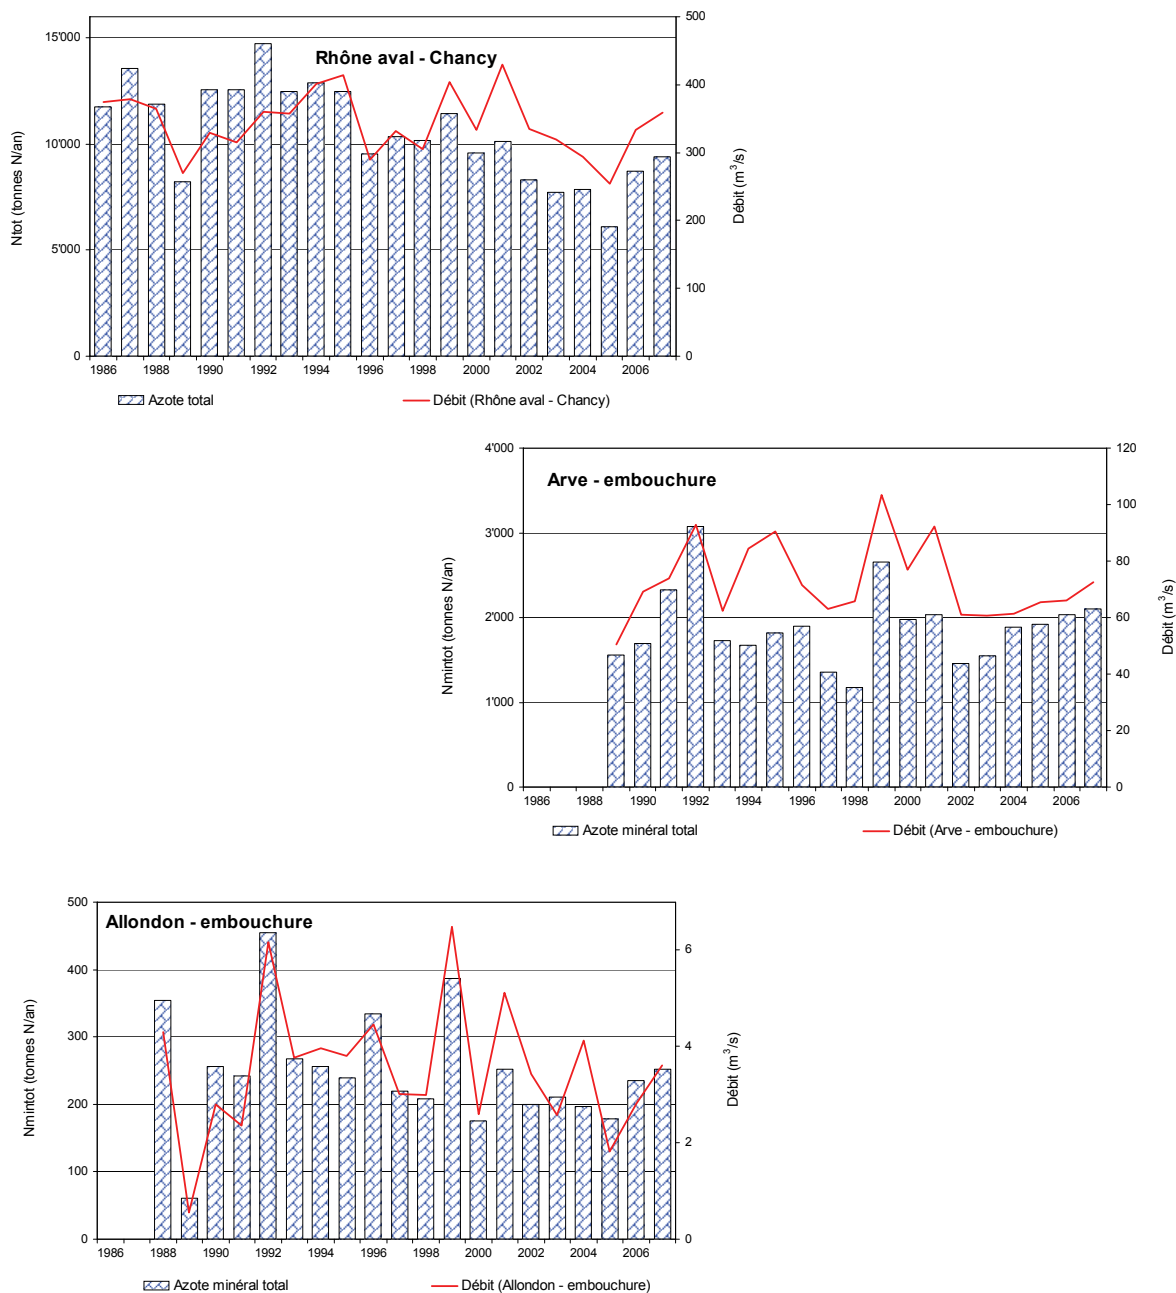 Rhône aval - Chancy
Ntot (tonnes N/an)
15'000
10'000
5'000
0
500
400
300
200
100
0
Débit (m³/s)
1986 1988 1990 1992 1994 1996 1998 2000 2002 2004 2006
Azote total Débit (Rhône aval - Chancy)
Arve - embouchure
Nmintot (tonnes N/an)
4'000
3'000
2'000
1'000
0
120
100
80
60
40
20
0
Débit (m³/s)
1986 1988 1990 1992 1994 1996 1998 2000 2002 2004 2006
Azote minéral total Débit (Arve - embouchure)
Allondon - embouchure
Nmintot (tonnes N/an)
500
400
300
200
100
0
6
4
2
0
Débit (m³/s)
1986 1988 1990 1992 1994 1996 1998 2000 2002 2004 2006
Azote minéral total Débit (Allondon - embouchure)